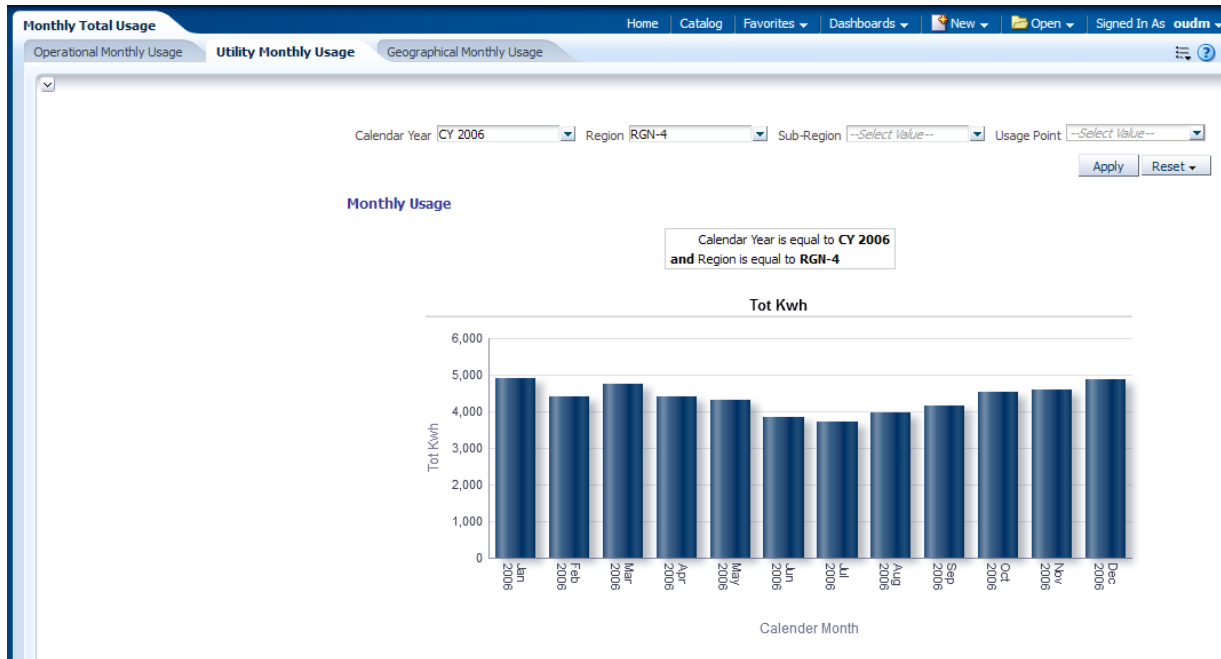 Monthly Total Usage
Home Catalog Favorites Dashboards New Open Signed In As oudm
Operational Monthly Usage Utility Monthly Usage Geographical Monthly Usage
Calendar Year CY 2006 Region RGN-4 Sub-Region --Select Value-- Usage Point --Select Value--
Apply Reset
Monthly Usage
Calendar Year is equal to CY 2006
and Region is equal to RGN-4
Tot Kwh
Tot Kwh
6,000
5,000
4,000
3,000
2,000
1,000
0
Jan 2006
Feb 2006
Mar 2006
Apr 2006
May 2006
Jun 2006
Jul 2006
Aug 2006
Sep 2006
Oct 2006
Nov 2006
Dec 2006
Calender Month